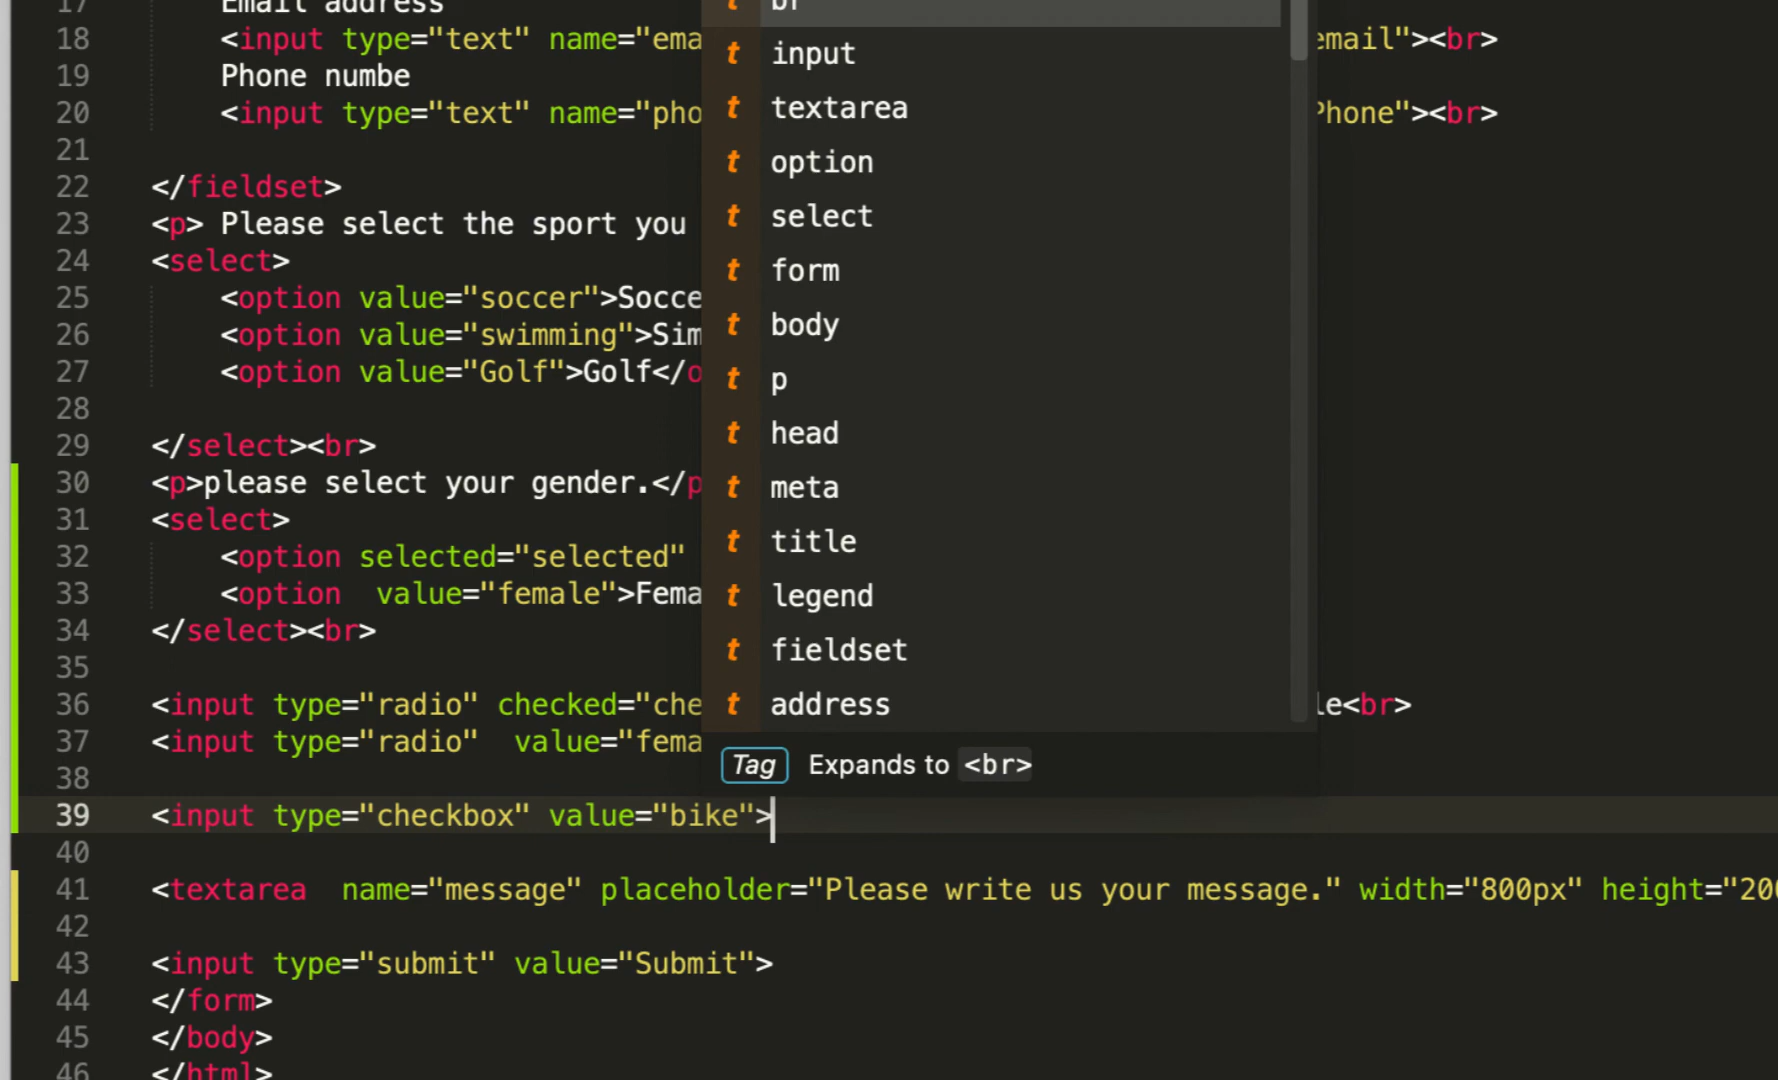 17 Email address
br
18 <input type="text" name="ema email"><br>
input
19 Phone numbe
20 <input type="text" name="pho Phone"><br>
textarea
21
option
22 </fieldset>
23 <p> Please select the sport you
select
24 <select>
form
25 <option value="soccer">Socce
body
26 <option value="swimming">Sim
27 <option value="Golf">Golf</o
p
28
head
29 </select><br>
30 <p>please select your gender.</p
meta
31 <select>
title
32 <option selected="selected"
33 <option  value="female">Fema
legend
34 </select><br>
fieldset
35
36 <input type="radio" checked="che le<br>
address
37 <input type="radio"  value="fema
Tag Expands to <br>
38
39 <input type="checkbox" value="bike">
40
41 <textarea  name="message" placeholder="Please write us your message." width="800px" height="200
42
43 <input type="submit" value="Submit">
44 </form>
45 </body>
46 </html>